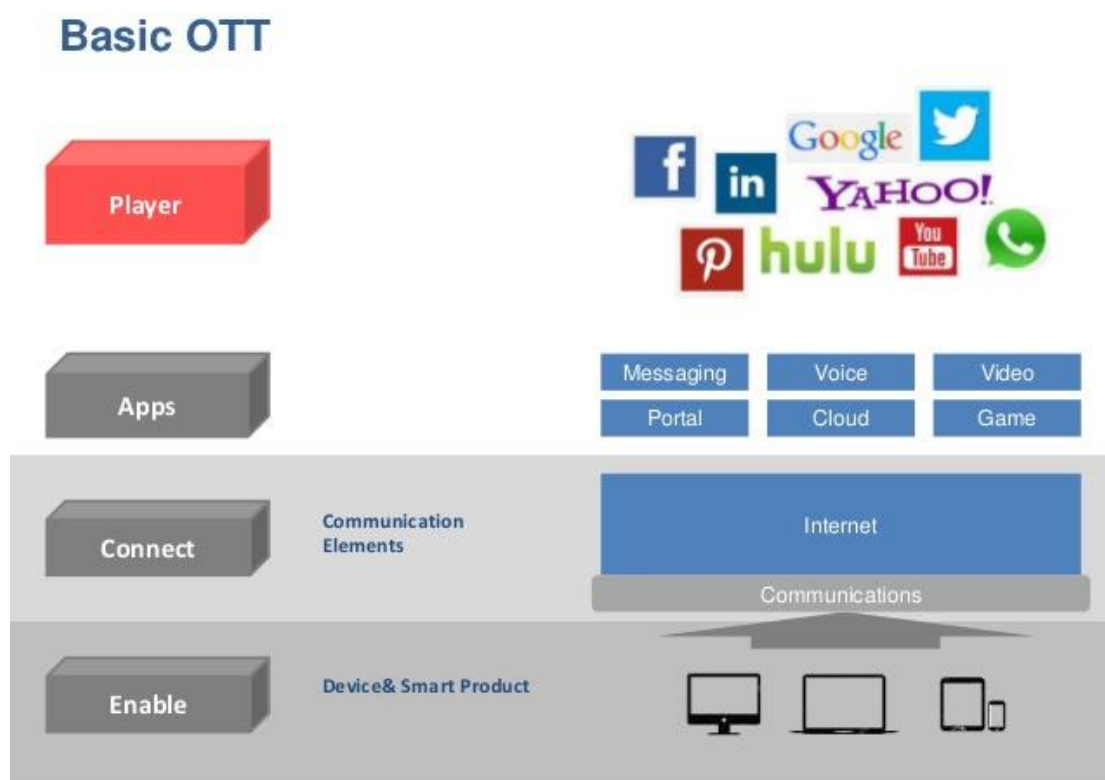 Basic OTT
Player
f
in
Google
YAHOO!
hulu
You
Tube
Apps
Messaging
Voice
Video
Portal
Cloud
Game
Connect
Communication
Elements
Internet
Communications
Enable
Device& Smart Product